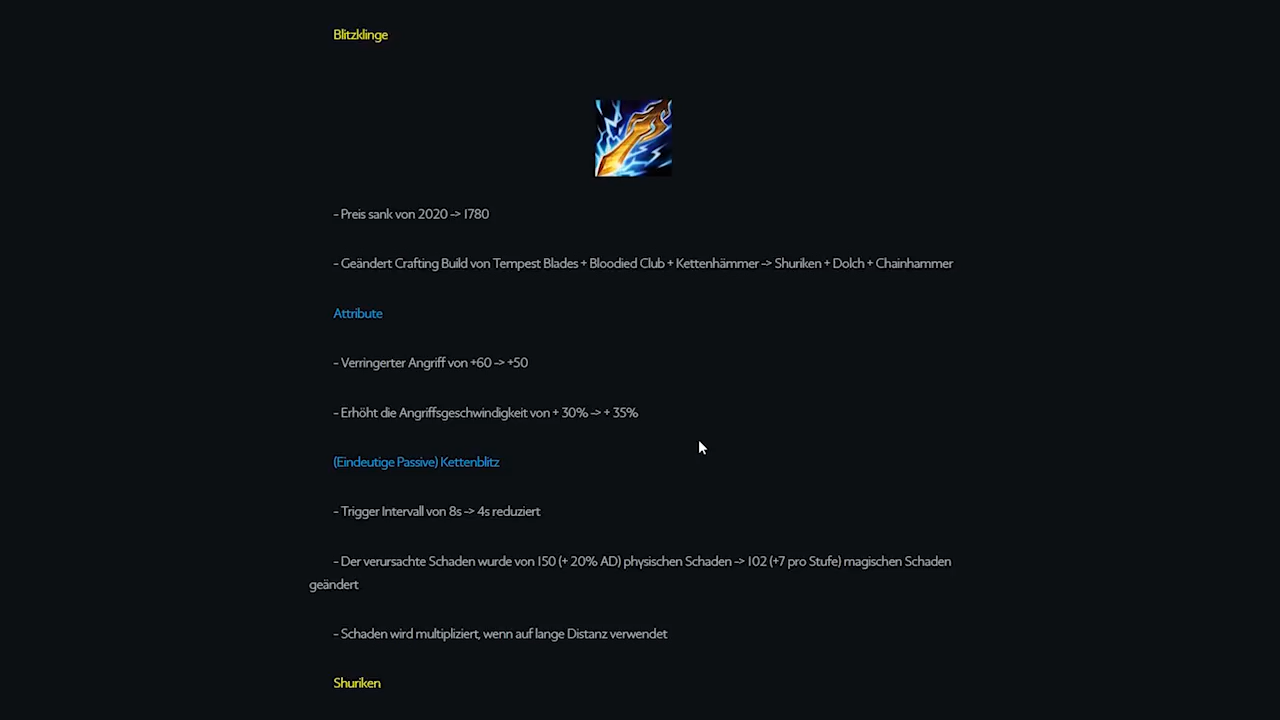 Blitzklinge
- Preis sank von 2020 -> 1780
- Geändert Crafting Build von Tempest Blades + Bloodied Club + Kettenhämmer -> Shuriken + Dolch + Chainhammer
Attribute
- Verringerter Angriff von +60 -> +50
- Erhöht die Angriffsgeschwindigkeit von + 30% -> + 35%
(Eindeutige Passive) Kettenblitz
- Trigger Intervall von 8s -> 4s reduziert
- Der verursachte Schaden wurde von 150 (+ 20% AD) physischen Schaden -> 102 (+7 pro Stufe) magischen Schaden
geändert
- Schaden wird multipliziert, wenn auf lange Distanz verwendet
Shuriken